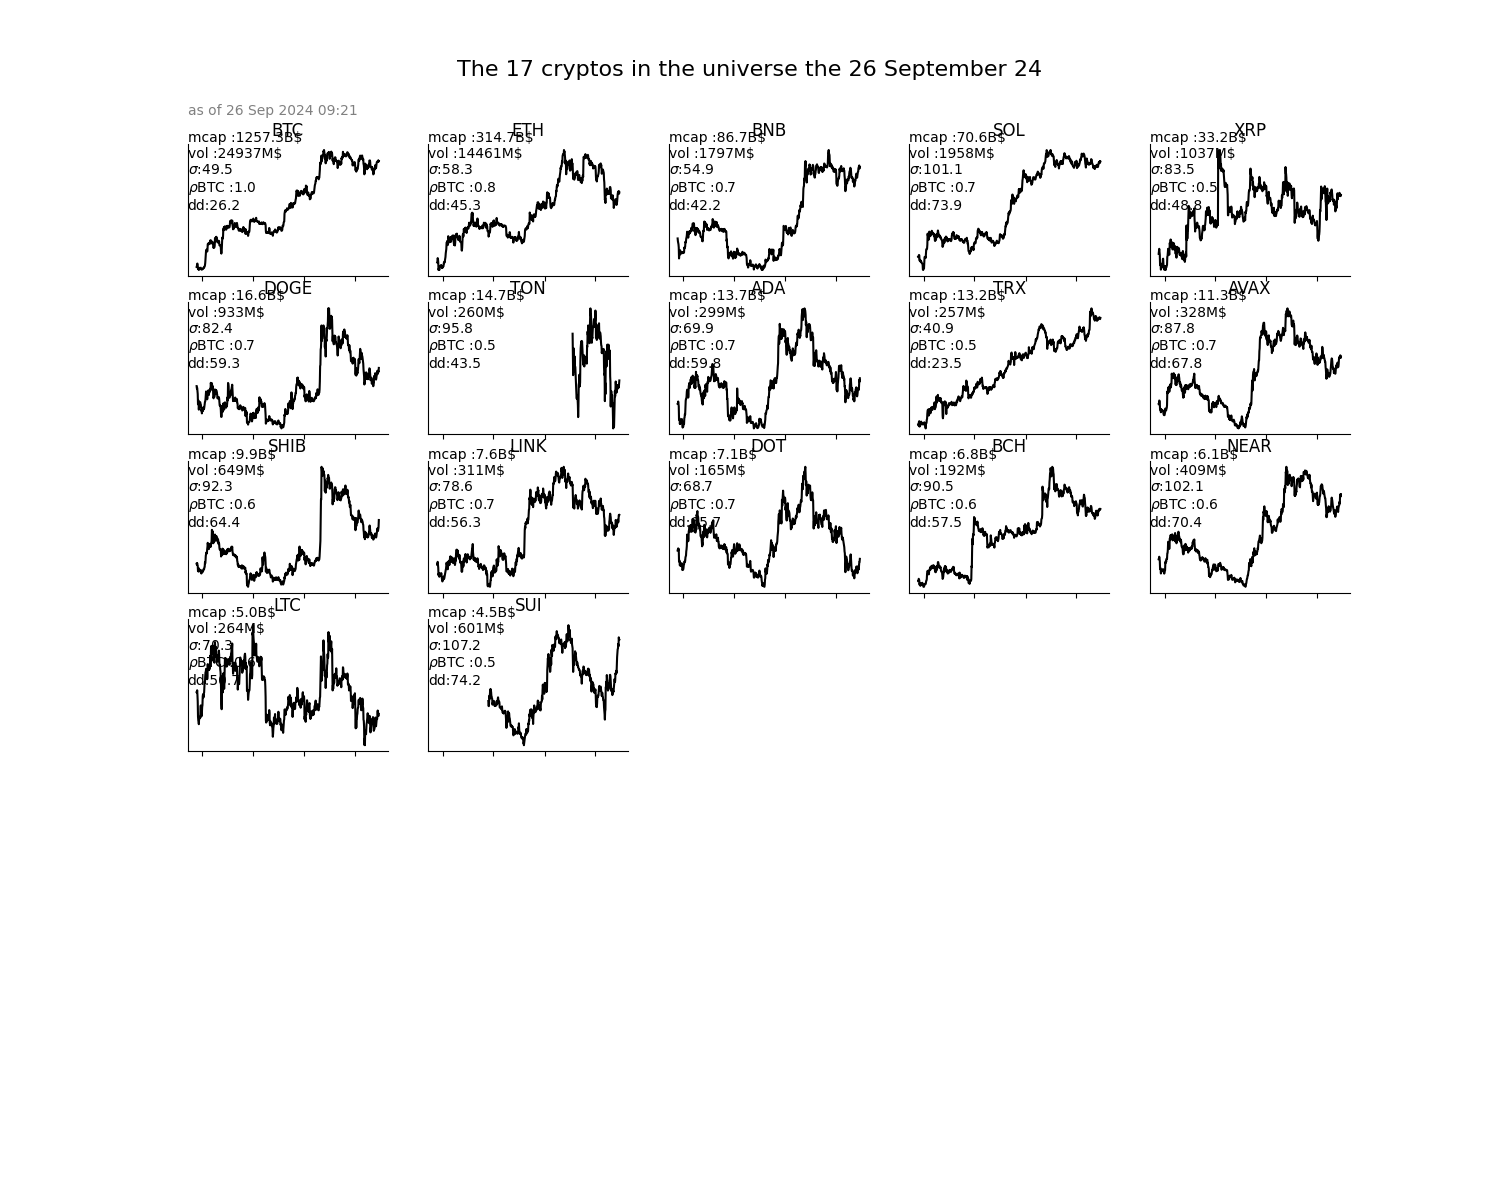 The 17 cryptos in the universe the 26 September 24
as of 26 Sep 2024 09:21
BTC
mcap :1257.3B$
vol :24937M$
σ:49.5
ρBTC :1.0
dd:26.2
ETH
mcap :314.7B$
vol :14461M$
σ:58.3
ρBTC :0.8
dd:45.3
BNB
mcap :86.7B$
vol :1797M$
σ:54.9
ρBTC :0.7
dd:42.2
SOL
mcap :70.6B$
vol :1958M$
σ:101.1
ρBTC :0.7
dd:73.9
XRP
mcap :33.2B$
vol :1037M$
σ:83.5
ρBTC :0.5
dd:48.8
DOGE
mcap :16.6B$
vol :933M$
σ:82.4
ρBTC :0.7
dd:59.3
TON
mcap :14.7B$
vol :260M$
σ:95.8
ρBTC :0.5
dd:43.5
ADA
mcap :13.7B$
vol :299M$
σ:69.9
ρBTC :0.7
dd:59.8
TRX
mcap :13.2B$
vol :257M$
σ:40.9
ρBTC :0.5
dd:23.5
AVAX
mcap :11.3B$
vol :328M$
σ:87.8
ρBTC :0.7
dd:67.8
SHIB
mcap :9.9B$
vol :649M$
σ:92.3
ρBTC :0.6
dd:64.4
LINK
mcap :7.6B$
vol :311M$
σ:78.6
ρBTC :0.7
dd:56.3
DOT
mcap :7.1B$
vol :165M$
σ:68.7
ρBTC :0.7
BCH
mcap :6.8B$
vol :192M$
σ:90.5
ρBTC :0.6
dd:57.5
NEAR
mcap :6.1B$
vol :409M$
σ:102.1
ρBTC :0.6
dd:70.4
LTC
mcap :5.0B$
vol :264M$
σ:70.3
ρBTC :0.6
SUI
mcap :4.5B$
vol :601M$
σ:107.2
ρBTC :0.5
dd:74.2